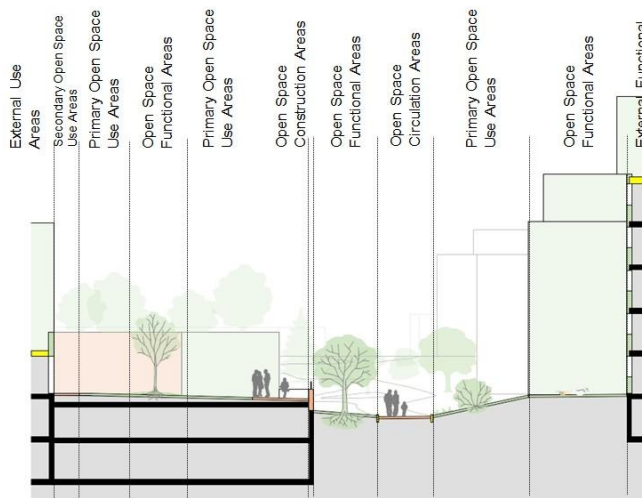 External Use
Areas
Secondary Open Space
Use Areas
Primary Open Space
Use Areas
Open Space
Functional Areas
Primary Open Space
Use Areas
Open Space
Construction Areas
Open Space
Functional Areas
Open Space
Circulation Areas
Primary Open Space
Use Areas
Open Space
Functional Areas
External Functional